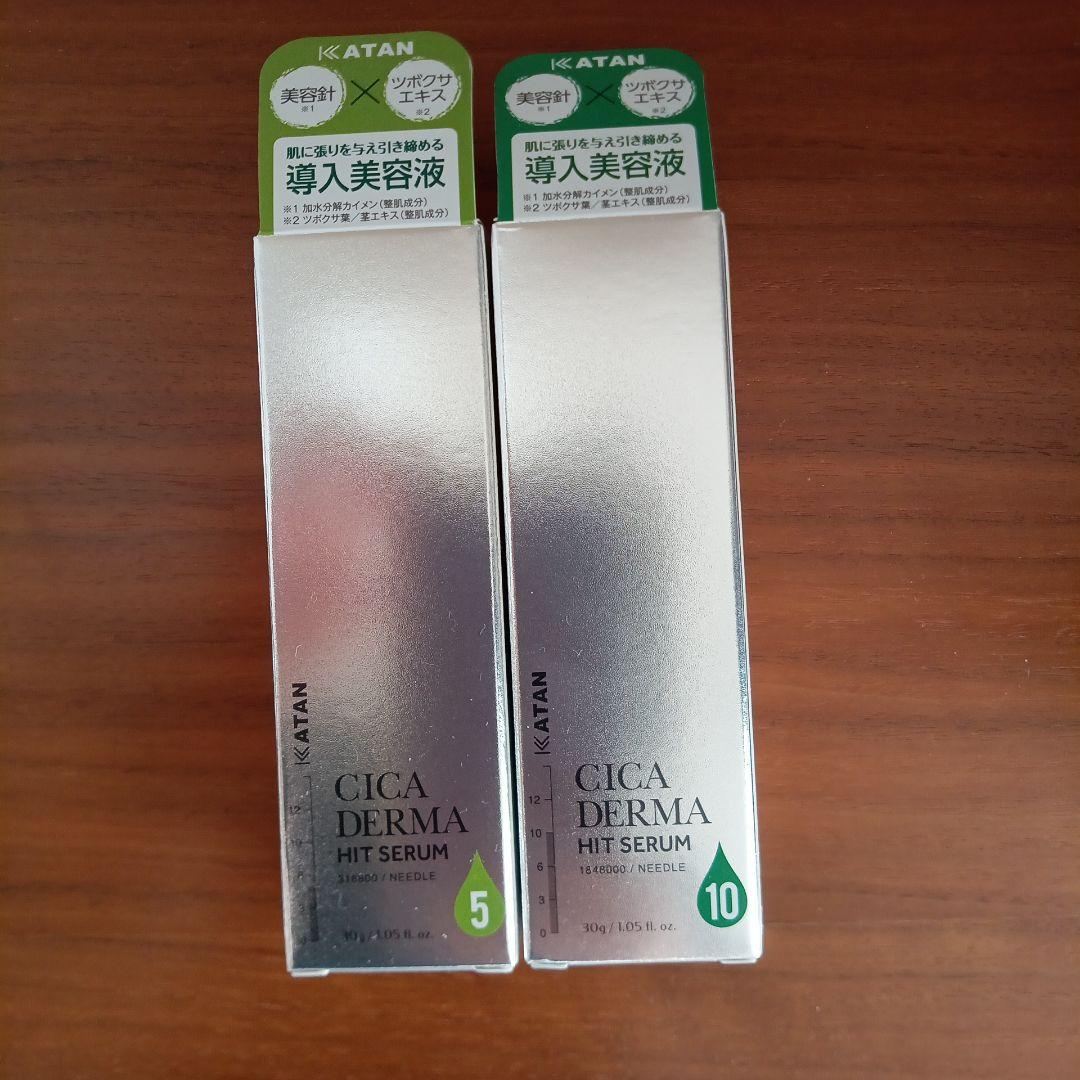 KATAN
美容針
※1
×
ツボクサ
エキス
※2
肌に張りを与え引き締める
導入美容液
※1 加水分解カイメン(整肌成分)
※2 ツボクサ葉/茎エキス(整肌成分)
KATAN
12
CICA
DERMA
HIT SERUM
316800 / NEEDLE
5
30g / 1.05 fl. oz.
KATAN
美容針
※1
×
ツボクサ
エキス
※2
肌に張りを与え引き締める
導入美容液
※1 加水分解カイメン(整肌成分)
※2 ツボクサ葉/茎エキス(整肌成分)
KATAN
12
10
6
3
0
CICA
DERMA
HIT SERUM
1848000 / NEEDLE
10
30g / 1.05 fl. oz.